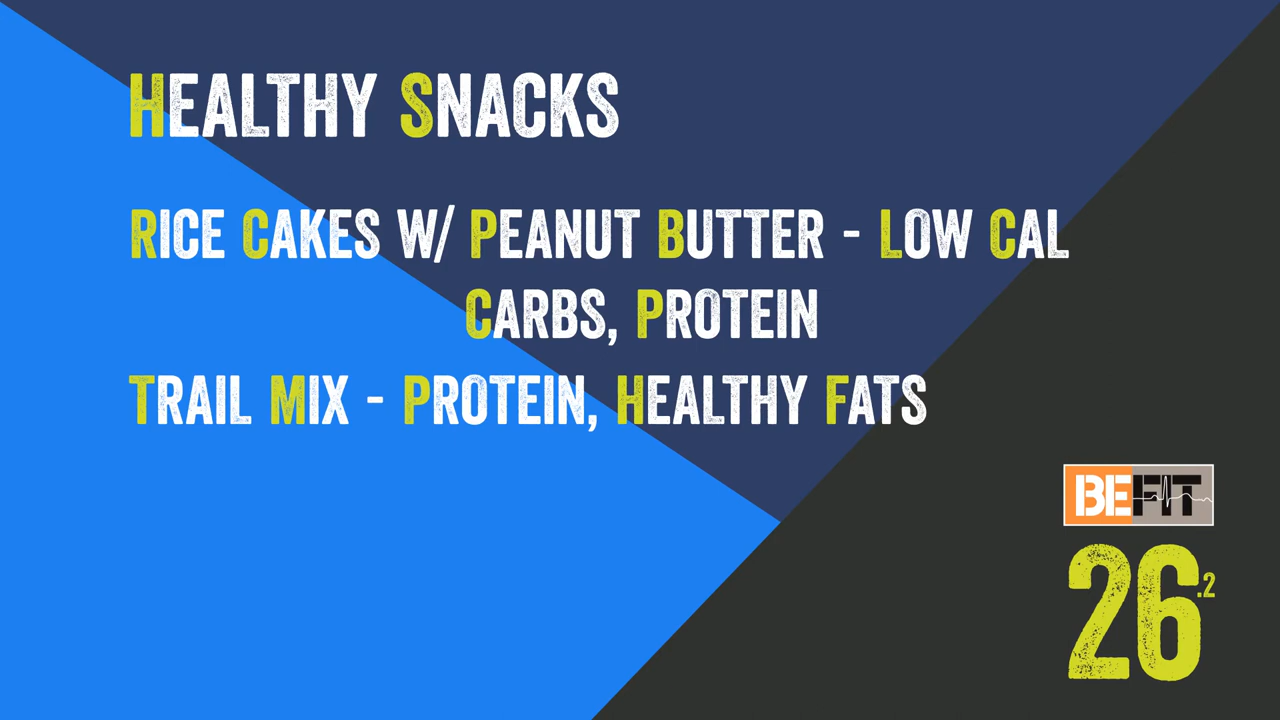 HEALTHY SNACKS
RICE CAKES W/ PEANUT BUTTER - LOW CAL
CARBS, PROTEIN
TRAIL MIX - PROTEIN, HEALTHY FATS
BEFIT
26.2